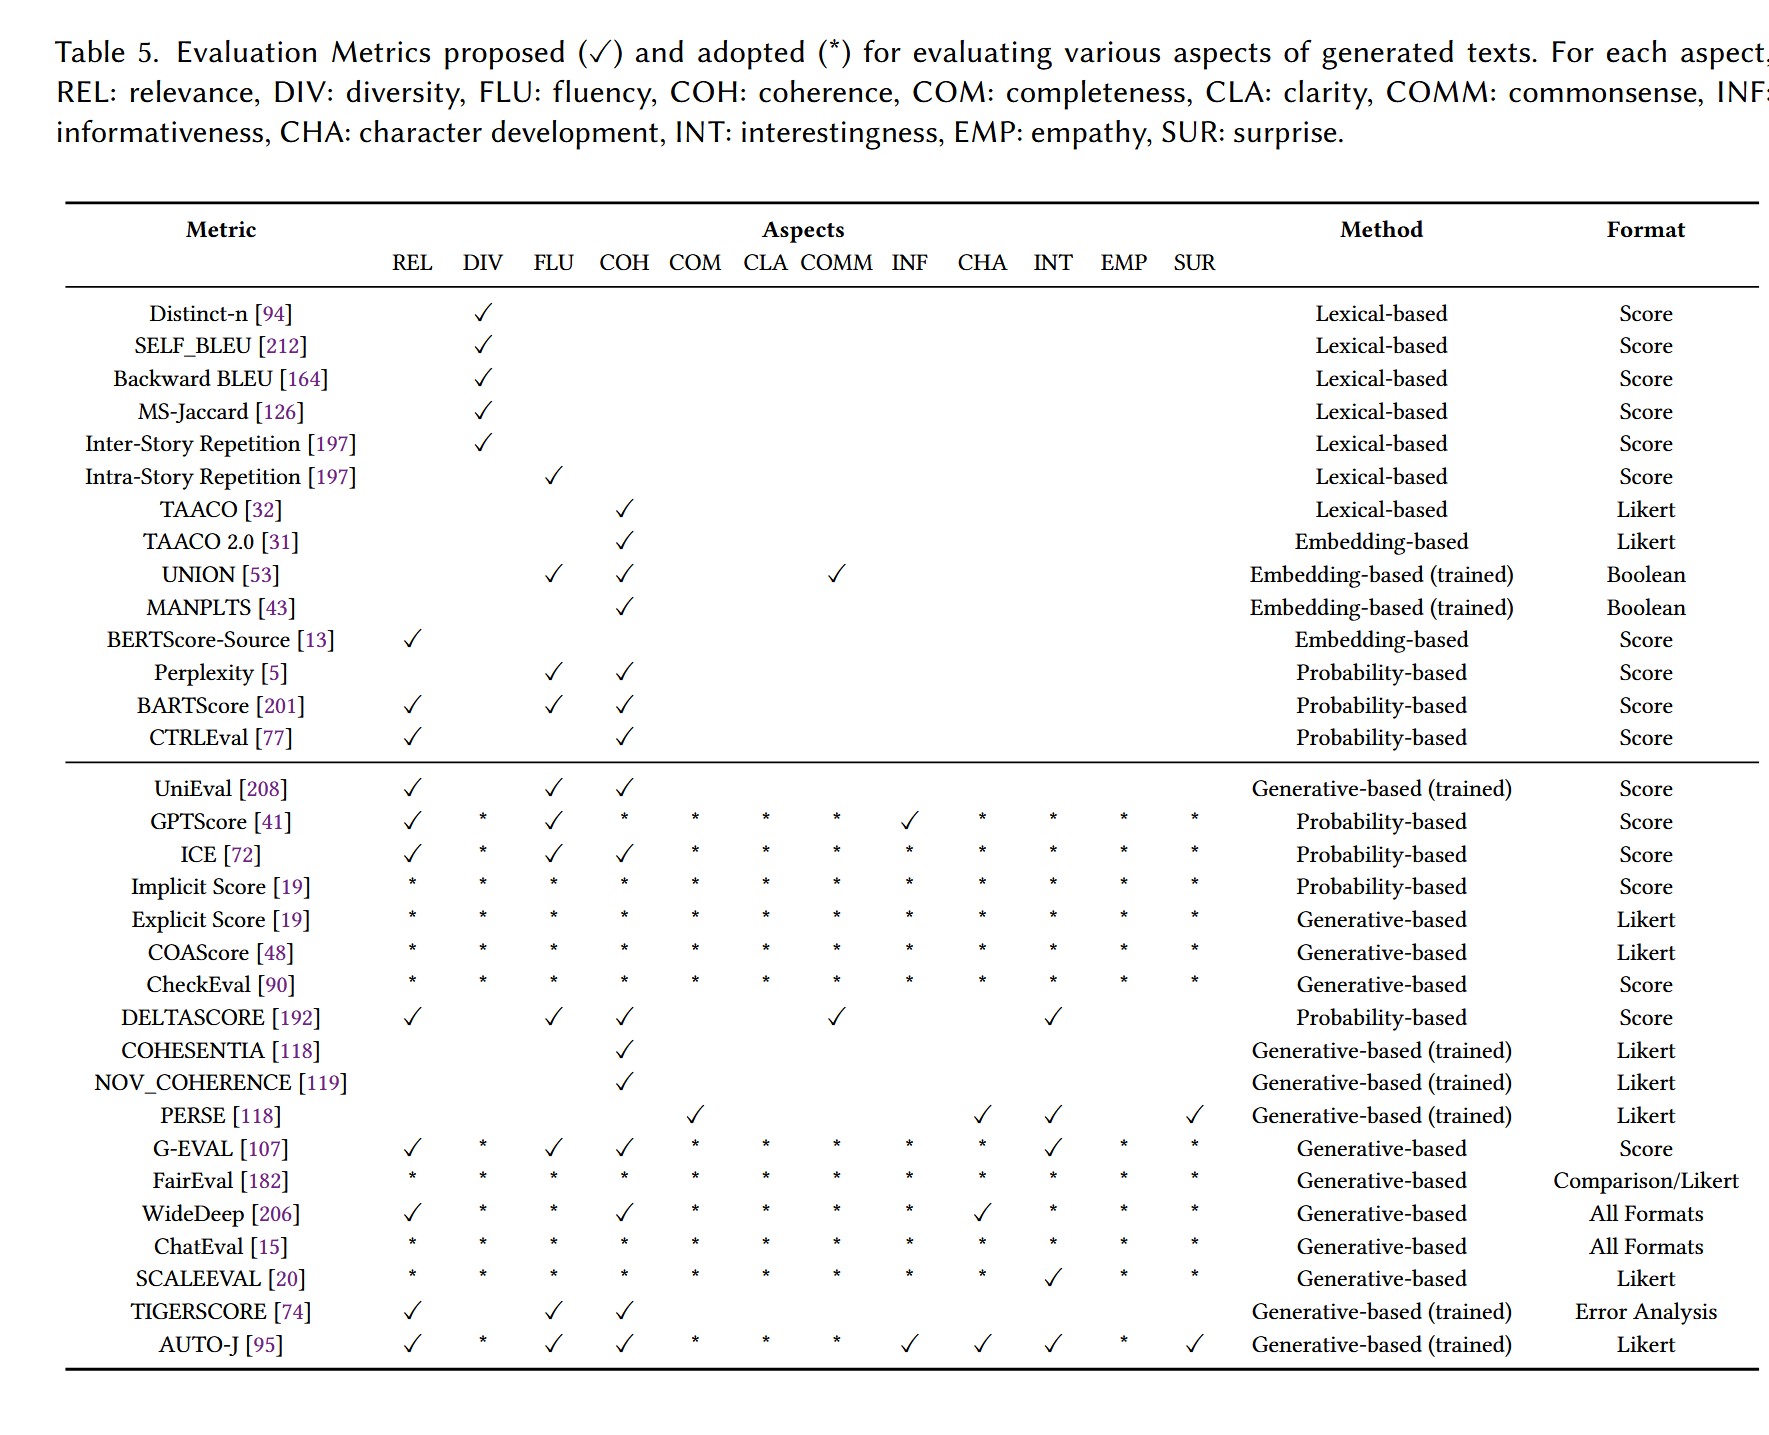 Table 5. Evaluation Metrics proposed (✓) and adopted (*) for evaluating various aspects of generated texts. For each aspect,
REL: relevance, DIV: diversity, FLU: fluency, COH: coherence, COM: completeness, CLA: clarity, COMM: commonsense, INF:
informativeness, CHA: character development, INT: interestingness, EMP: empathy, SUR: surprise.
Metric Aspects Method Format
REL DIV FLU COH COM CLA COMM INF CHA INT EMP SUR
Distinct-n [94] ✓ Lexical-based Score
SELF_BLEU [212] ✓ Lexical-based Score
Backward BLEU [164] ✓ Lexical-based Score
MS-Jaccard [126] ✓ Lexical-based Score
Inter-Story Repetition [197] ✓ Lexical-based Score
Intra-Story Repetition [197] ✓ Lexical-based Score
TAACO [32] ✓ Lexical-based Likert
TAACO 2.0 [31] ✓ Embedding-based Likert
UNION [53] ✓ ✓ ✓ Embedding-based (trained) Boolean
MANPLTS [43] ✓ Embedding-based (trained) Boolean
BERTScore-Source [13] ✓ Embedding-based Score
Perplexity [5] ✓ ✓ Probability-based Score
BARTScore [201] ✓ ✓ ✓ Probability-based Score
CTRLEval [77] ✓ ✓ Probability-based Score
UniEval [208] ✓ ✓ ✓ Generative-based (trained) Score
GPTScore [41] ✓ * ✓ * * * * ✓ * * * * Probability-based Score
ICE [72] ✓ * ✓ ✓ * * * * * * * * Probability-based Score
Implicit Score [19] * * * * * * * * * * * * Probability-based Score
Explicit Score [19] * * * * * * * * * * * * Generative-based Likert
COAScore [48] * * * * * * * * * * * * Generative-based Likert
CheckEval [90] * * * * * * * * * * * * Generative-based Score
DELTASCORE [192] ✓ ✓ ✓ ✓ ✓ Probability-based Score
COHESENTIA [118] ✓ Generative-based (trained) Likert
NOV_COHERENCE [119] ✓ Generative-based (trained) Likert
PERSE [118] ✓ ✓ ✓ ✓ Generative-based (trained) Likert
G-EVAL [107] ✓ * ✓ ✓ * * * * * ✓ * * Generative-based Score
FairEval [182] * * * * * * * * * * * * Generative-based Comparison/Likert
WideDeep [206] ✓ * * ✓ * * * * ✓ * * * Generative-based All Formats
ChatEval [15] * * * * * * * * * * * * Generative-based All Formats
SCALEEVAL [20] * * * * * * * * * ✓ * * Generative-based Likert
TIGERSCORE [74] ✓ ✓ ✓ Generative-based (trained) Error Analysis
AUTO-J [95] ✓ * ✓ ✓ * * * ✓ ✓ ✓ * ✓ Generative-based (trained) Likert